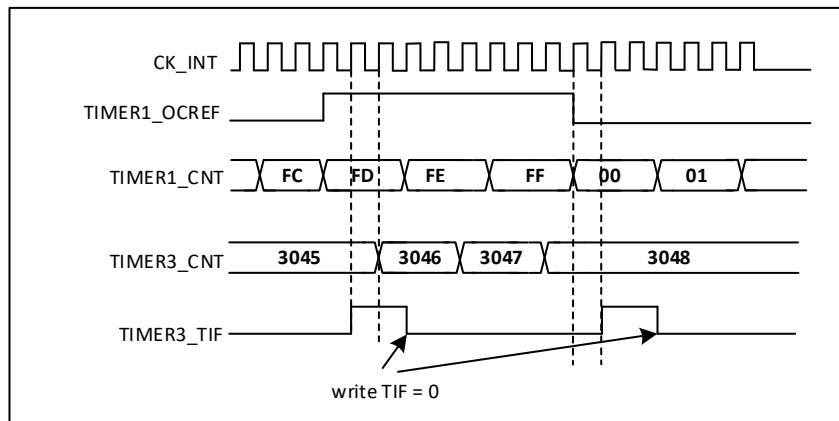 CK_INT
TIMER1_OCREF
TIMER1_CNT FC FD FE FF 00 01
TIMER3_CNT 3045 3046 3047 3048
TIMER3_TIF
write TIF = 0